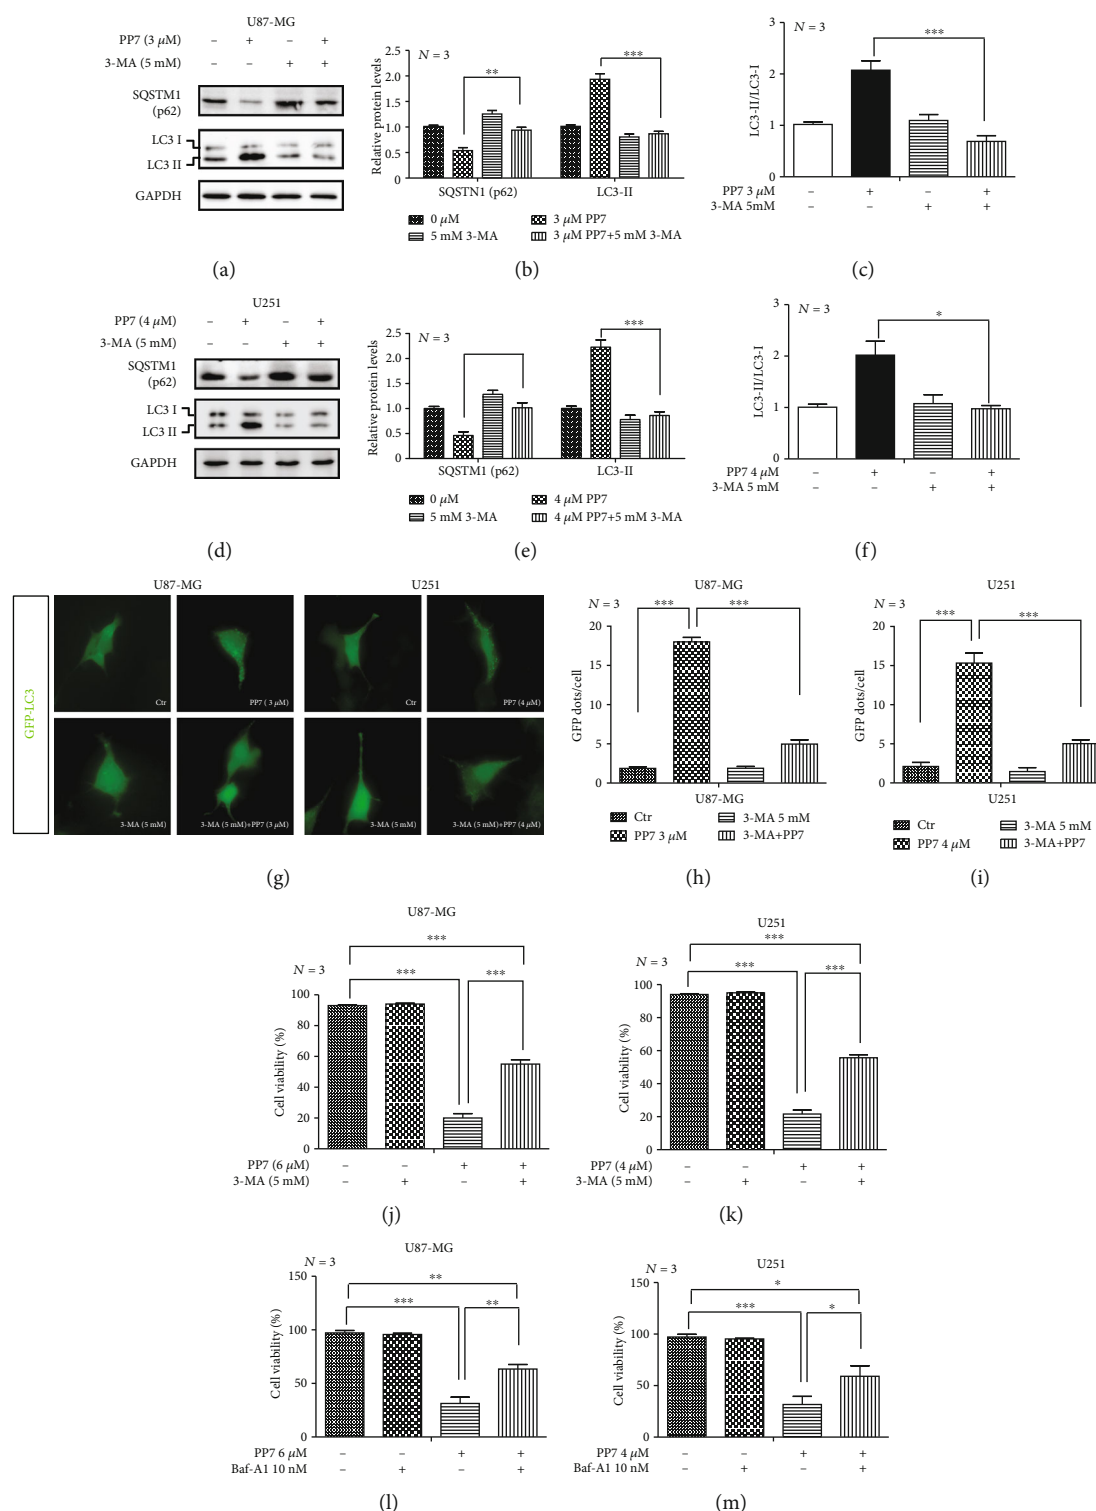 U87-MG
PP7 (3 μM) – + – +
3-MA (5 mM) – – + +
SQSTM1
(p62)
LC3 I
LC3 II
GAPDH
(a)
N = 3
**
***
Relative protein levels
2.5
2.0
1.5
1.0
0.5
0
SQSTN1 (p62) LC3-II
0 μM
3 μM PP7
5 mM 3-MA
3 μM PP7+5 mM 3-MA
(b)
N = 3
***
LC3-II/LC3-I
3
2
1
0
PP7 3 μM – + – +
3-MA 5mM – – + +
(c)
U251
PP7 (4 μM) – + – +
3-MA (5 mM) – – + +
SQSTM1
(p62)
LC3 I
LC3 II
GAPDH
(d)
N = 3
***
Relative protein levels
2.5
2.0
1.5
1.0
0.5
0
SQSTM1 (p62) LC3-II
0 μM
4 μM PP7
5 mM 3-MA
4 μM PP7+5 mM 3-MA
(e)
N = 3
*
LC3-II/LC3-I
3
2
1
0
PP7 4 μM – + – +
3-MA 5 mM – – + +
(f)
U87-MG U251
GFP-LC3
Ctr
PP7 ( 3 μM)
Ctr
PP7 (4 μM)
3-MA (5 mM)
3-MA (5 mM)+PP7 (3 μM)
3-MA (5 mM)
3-MA (5 mM)+PP7 (4 μM)
(g)
U87-MG
N = 3
*** ***
GFP dots/cell
20
15
10
5
0
U87-MG
Ctr
3-MA 5 mM
PP7 3 μM
3-MA+PP7
(h)
U251
N = 3
*** ***
GFP dots/cell
20
15
10
5
0
U251
Ctr
3-MA 5 mM
PP7 4 μM
3-MA+PP7
(i)
U87-MG
***
N = 3
*** ***
Cell viability (%)
100
80
60
40
20
0
PP7 (6 μM) – – + +
3-MA (5 mM) – + – +
(j)
U251
***
N = 3
*** ***
Cell viability (%)
100
80
60
40
20
0
PP7 (4 μM) – – + +
3-MA (5 mM) – + – +
(k)
U87-MG
N = 3
**
*** **
Cell viability (%)
150
100
50
0
PP7 6 μM – – + +
Baf-A1 10 nM – + – +
(l)
U251
N = 3
*
*** *
Cell viability (%)
150
100
50
0
PP7 4 μM – – + +
Baf-A1 10 nM – + – +
(m)